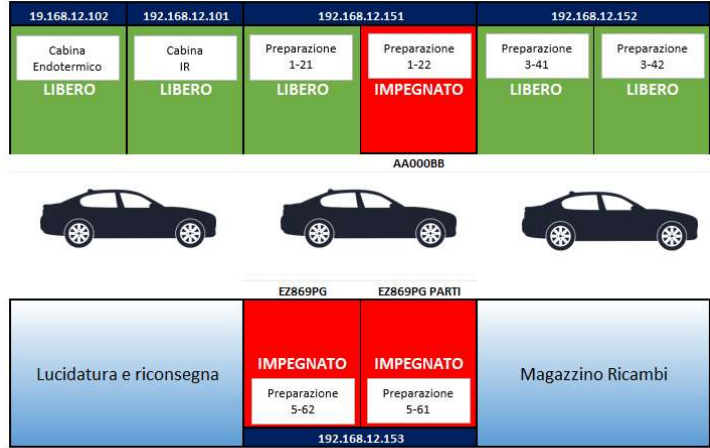 19.168.12.102 192.168.12.101 192.168.12.151 192.168.12.152
Cabina
Endotermico
LIBERO
Cabina
IR
LIBERO
Preparazione
1-21
LIBERO
Preparazione
1-22
IMPEGNATO
Preparazione
3-41
LIBERO
Preparazione
3-42
LIBERO
AA000BB
EZ869PG EZ869PG PARTI
Lucidatura e riconsegna
IMPEGNATO
Preparazione
5-62
IMPEGNATO
Preparazione
5-61
Magazzino Ricambi
192.168.12.153